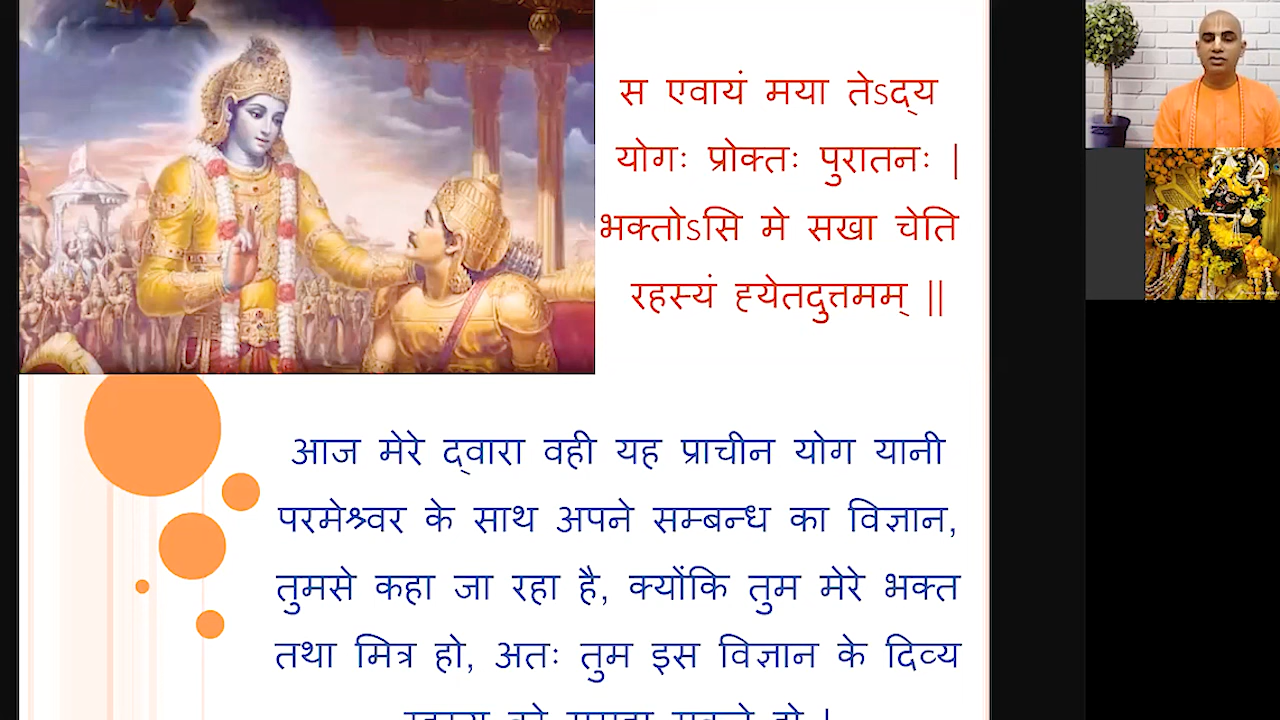 स एवायं मया तेऽद्य
योगः प्रोक्तः पुरातनः |
भक्तोऽसि मे सखा चेति
रहस्यं ह्येतदुत्तमम् ||
आज मेरे द्वारा वही यह प्राचीन योग यानी
परमेश्र्वर के साथ अपने सम्बन्ध का विज्ञान,
तुमसे कहा जा रहा है, क्योंकि तुम मेरे भक्त
तथा मित्र हो, अतः तुम इस विज्ञान के दिव्य